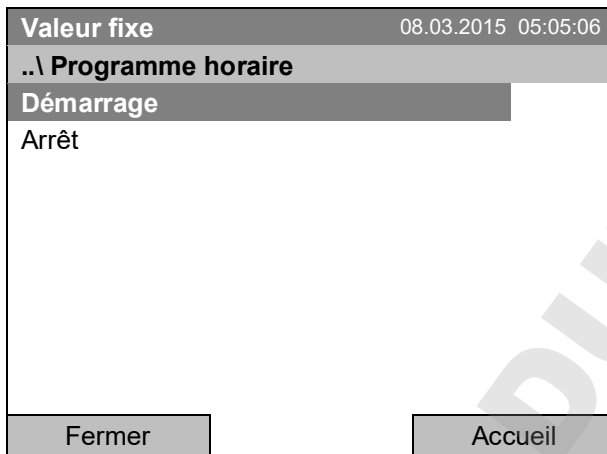 Valeur fixe 08.03.2015 05:05:06
..\ Programme horaire
Démarrage
Arrêt
Fermer Accueil